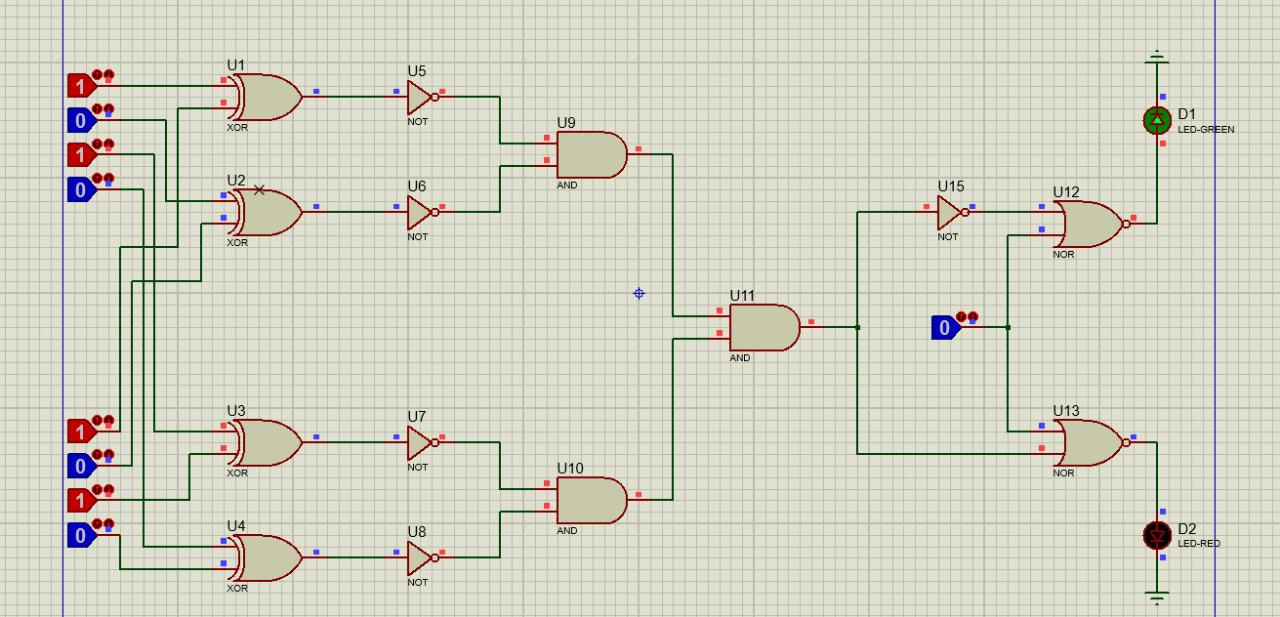 1
0
1
0
U1
XOR
U2
XOR
U5
NOT
U6
NOT
U9
AND
1
0
1
0
U3
XOR
U4
XOR
U7
NOT
U8
NOT
U10
AND
U11
AND
U15
NOT
0
U12
NOR
U13
NOR
D1
LED-GREEN
D2
LED-RED